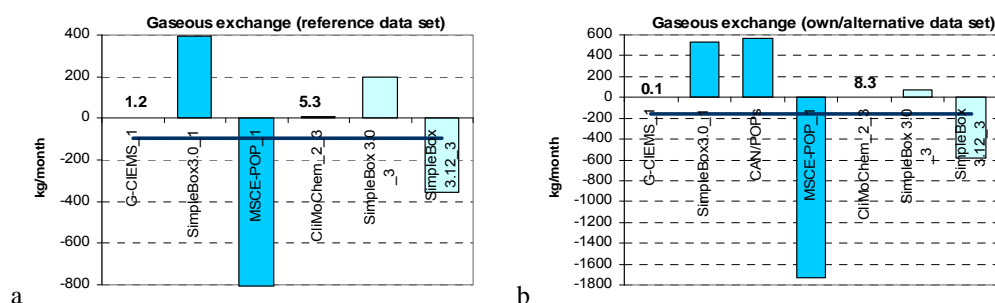 Gaseous exchange (reference data set)
400
200
0
-200
-400
-600
-800
kg/month
1.2
5.3
G-CIEMS_1
SimpleBox3.0_1
MSCE-POP_1
CliMoChem_2_3
SimpleBox 3.0
_3
SimpleBox
3.12_3
a
Gaseous exchange (own/alternative data set)
600
400
200
0
-200
-400
-600
-800
-1000
-1200
-1400
-1600
-1800
kg/month
0.1
8.3
G-CIEMS_1
SimpleBox3.0_1
CAN/POPs
MSCE-POP_1
CliMoChem_2_3
SimpleBox 3.0
_3
SimpleBox
3.12_3
b